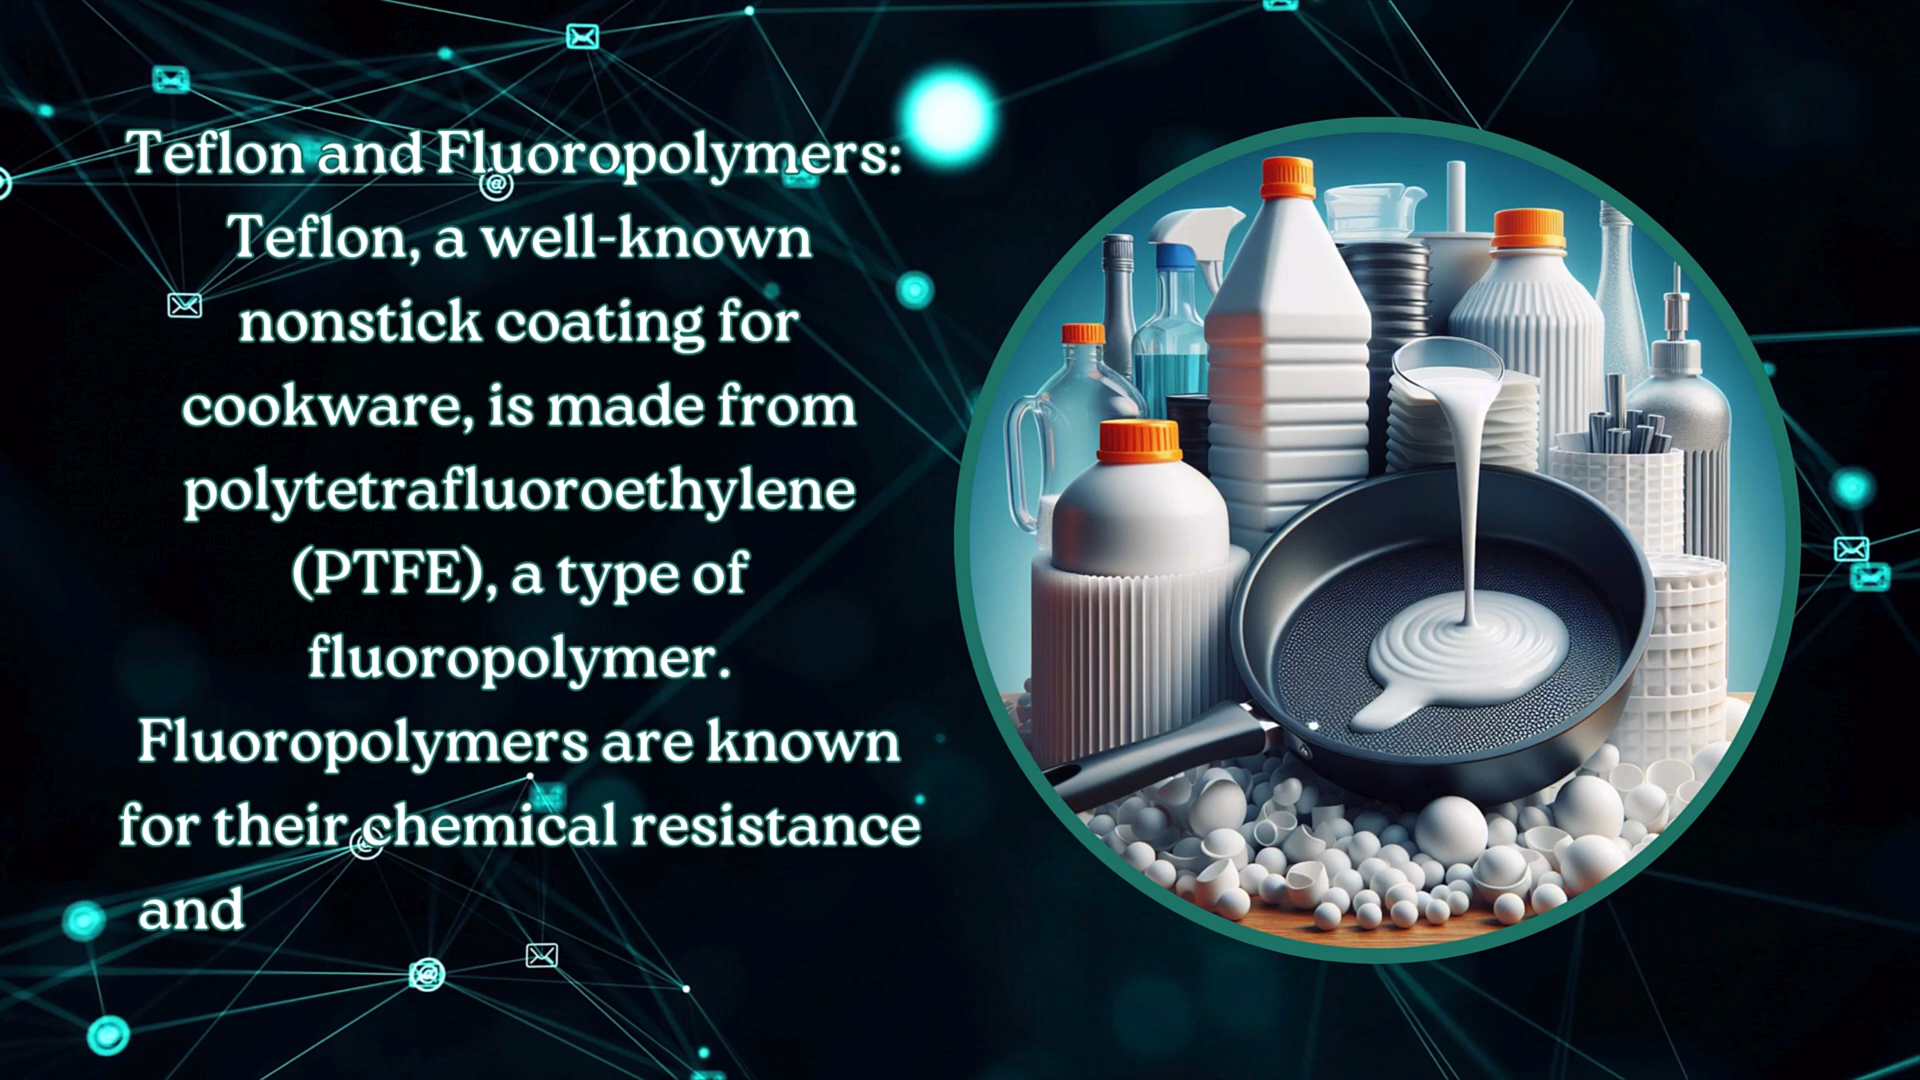 Teflon and Fluoropolymers:
Teflon, a well-known
nonstick coating for
cookware, is made from
polytetrafluoroethylene
(PTFE), a type of
fluoropolymer.
Fluoropolymers are known
for their chemical resistance
and